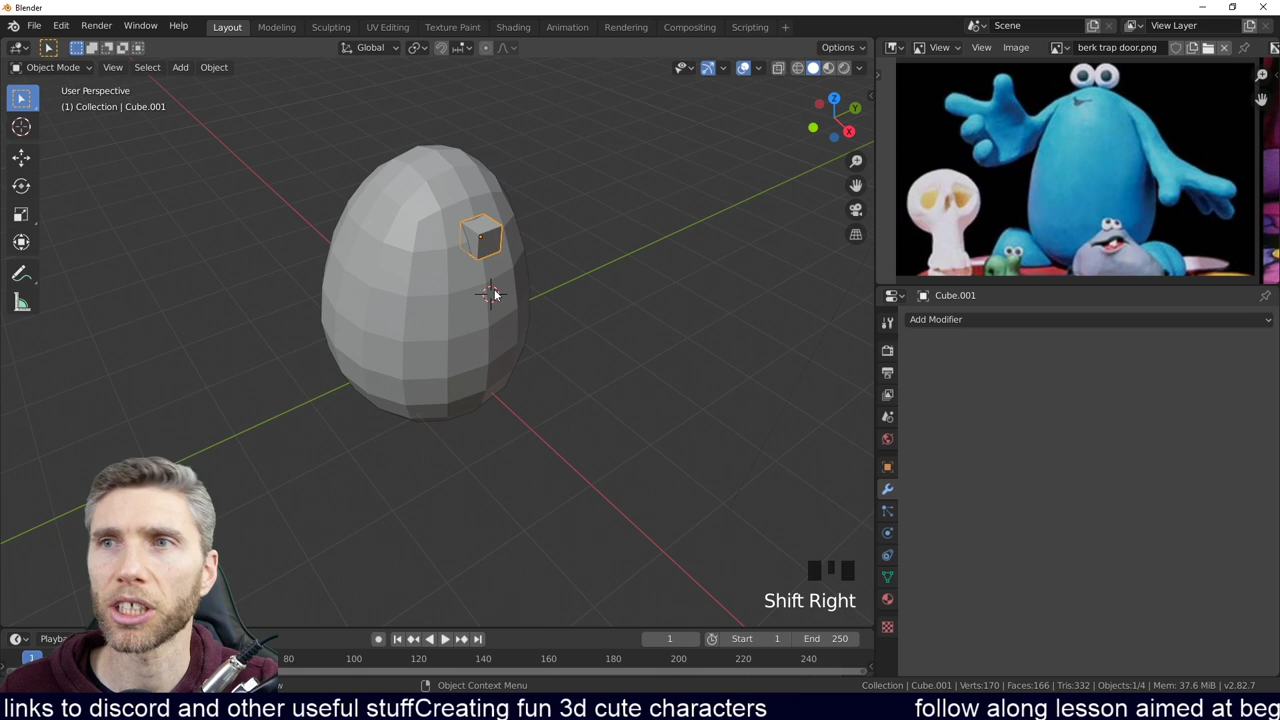 Blender
File Edit Render Window Help Layout Modeling Sculpting UV Editing Texture Paint Shading Animation Rendering Compositing Scripting + Scene View Layer
Global Options View View Image berk trap door.png
Object Mode View Select Add Object
User Perspective
(1) Collection | Cube.001
Z
Y
X
Cube.001
Add Modifier
Shift Right
Playba 1 Start 1 End 250
1 80 100 120 140 160 180 200 220 240
Object Context Menu Collection | Cube.001 | Verts:170 | Faces:166 | Tris:332 | Objects:1/4 | Mem: 37.6 MiB | v2.82.7
links to discord and other useful stuffCreating fun 3d cute characters follow along lesson aimed at beg